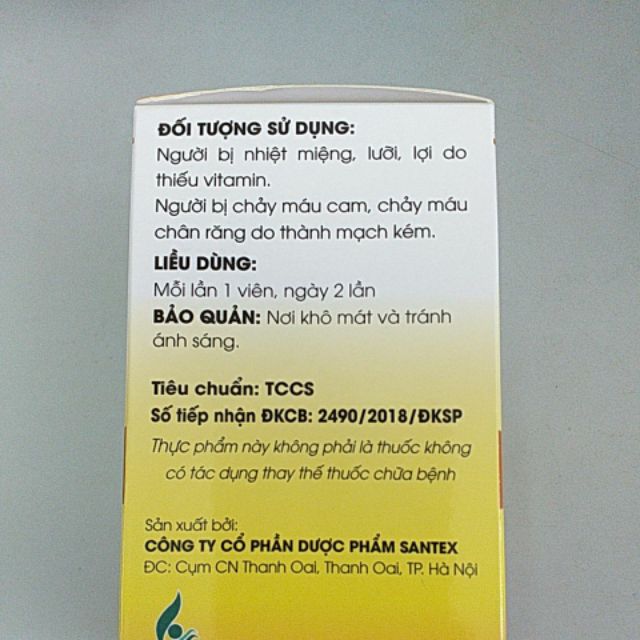 ĐỐI TƯỢNG SỬ DỤNG:
Người bị nhiệt miệng, lưỡi, lợi do
thiếu vitamin.
Người bị chảy máu cam, chảy máu
chân răng do thành mạch kém.
LIỀU DÙNG:
Mỗi lần 1 viên, ngày 2 lần
BẢO QUẢN: Nơi khô mát và tránh
ánh sáng.
Tiêu chuẩn: TCCS
Số tiếp nhận ĐKCB: 2490/2018/ĐKSP
Thực phẩm này không phải là thuốc không
có tác dụng thay thế thuốc chữa bệnh
Sản xuất bởi:
CÔNG TY CỔ PHẦN DƯỢC PHẨM SANTEX
ĐC: Cụm CN Thanh Oai, Thanh Oai, TP. Hà Nội